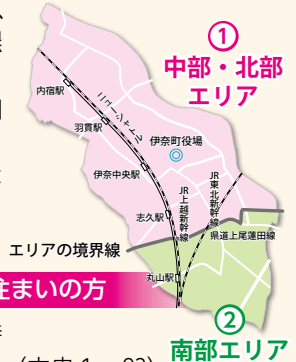 ①
中部・北部
エリア
内宿駅
ニューシャトル
羽貫駅
伊奈町役場
伊奈中央駅
JR上越新幹線
JR東北新幹線
志久駅
県道上尾蓮田線
エリアの境界線
丸山駅
住まいの方
②
南部エリア